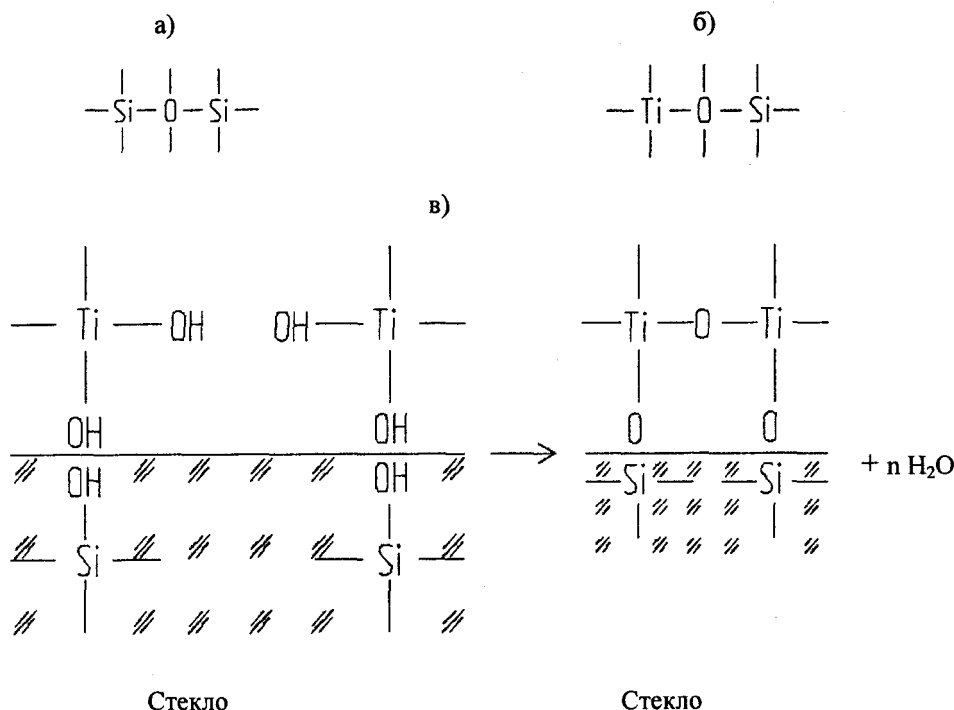 а) б)
Si O Si Ti O Si
в)
Ti OH OH Ti Ti O Ti
OH OH O O
OH OH Si Si
+ n H₂O
Si Si
Стекло Стекло